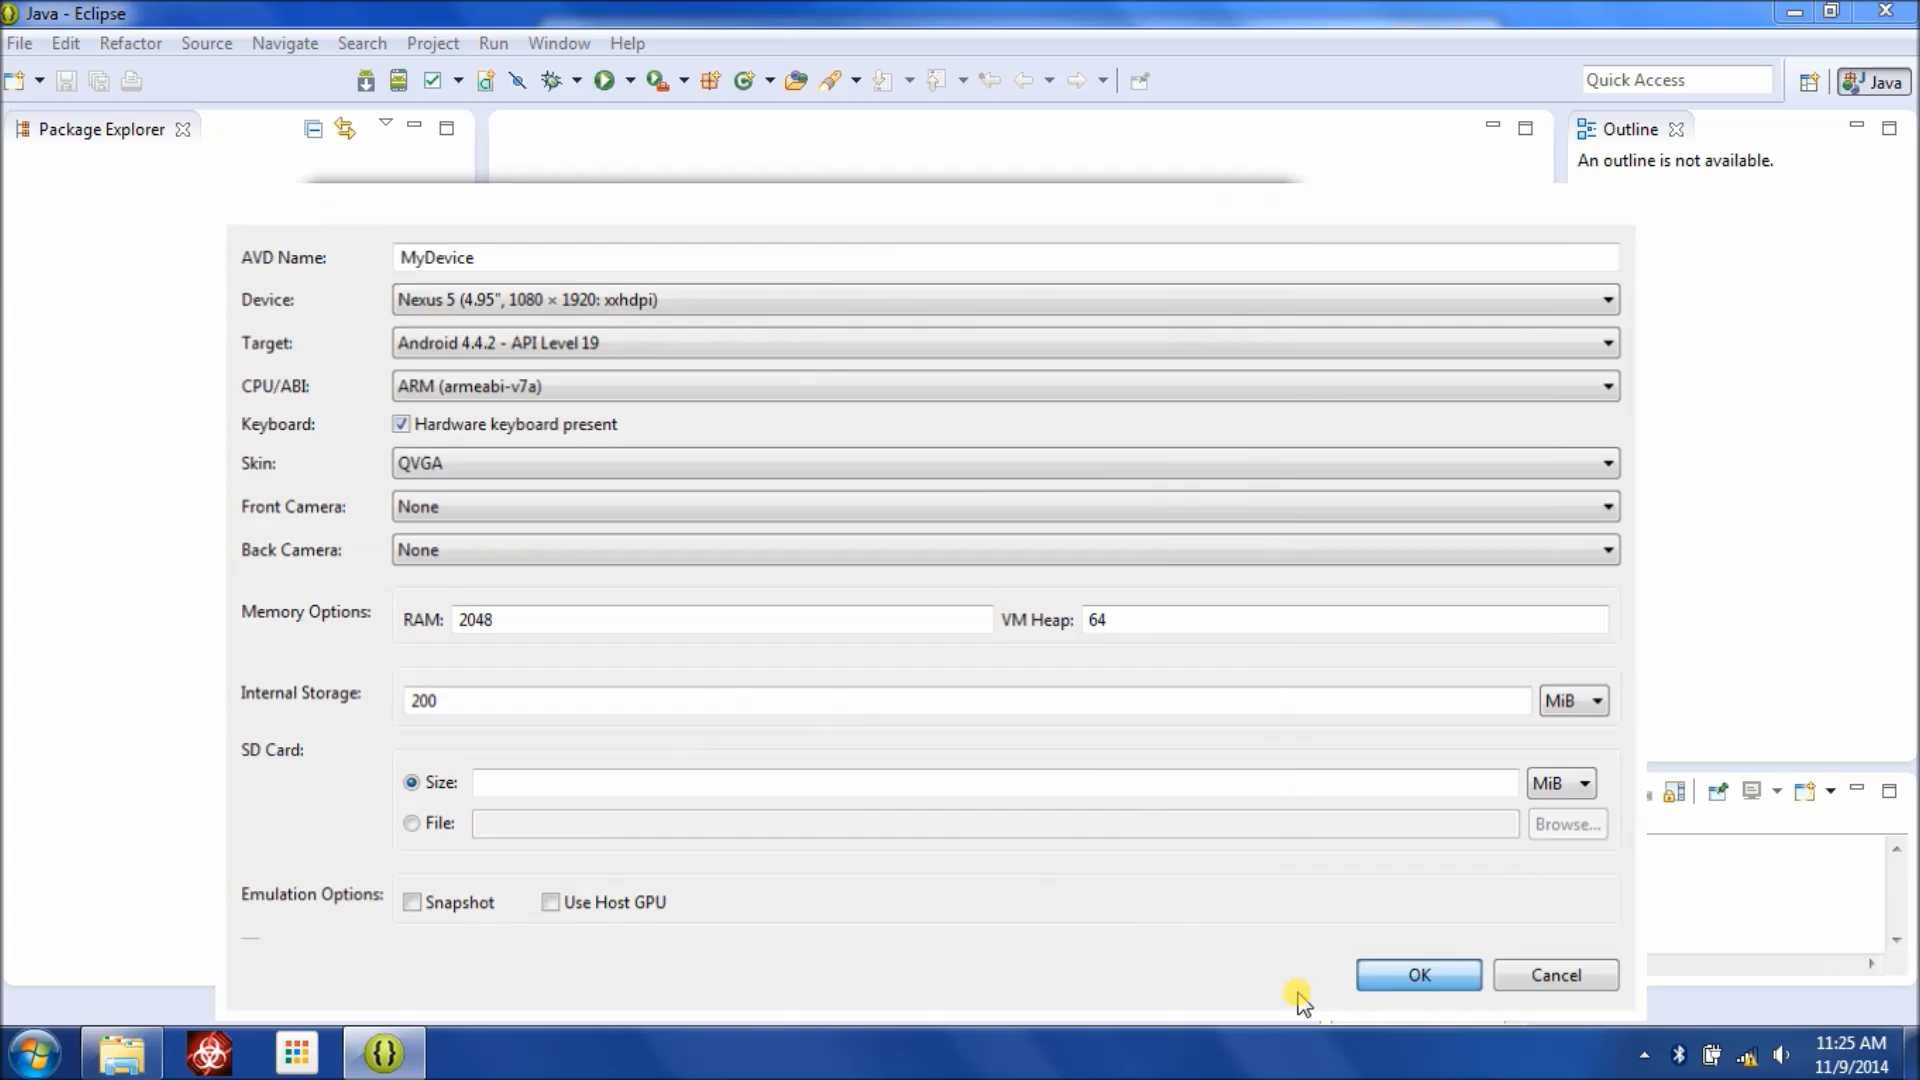 Java - Eclipse
File Edit Refactor Source Navigate Search Project Run Window Help
Quick Access
Java
Package Explorer
Outline
An outline is not available.
AVD Name: MyDevice
Device: Nexus 5 (4.95", 1080 × 1920: xxhdpi)
Target: Android 4.4.2 - API Level 19
CPU/ABI: ARM (armeabi-v7a)
Keyboard: Hardware keyboard present
Skin: QVGA
Front Camera: None
Back Camera: None
Memory Options: RAM: 2048 VM Heap: 64
Internal Storage: 200 MiB
SD Card:
Size: MiB
File: Browse...
Emulation Options: Snapshot Use Host GPU
OK Cancel
11:25 AM
11/9/2014